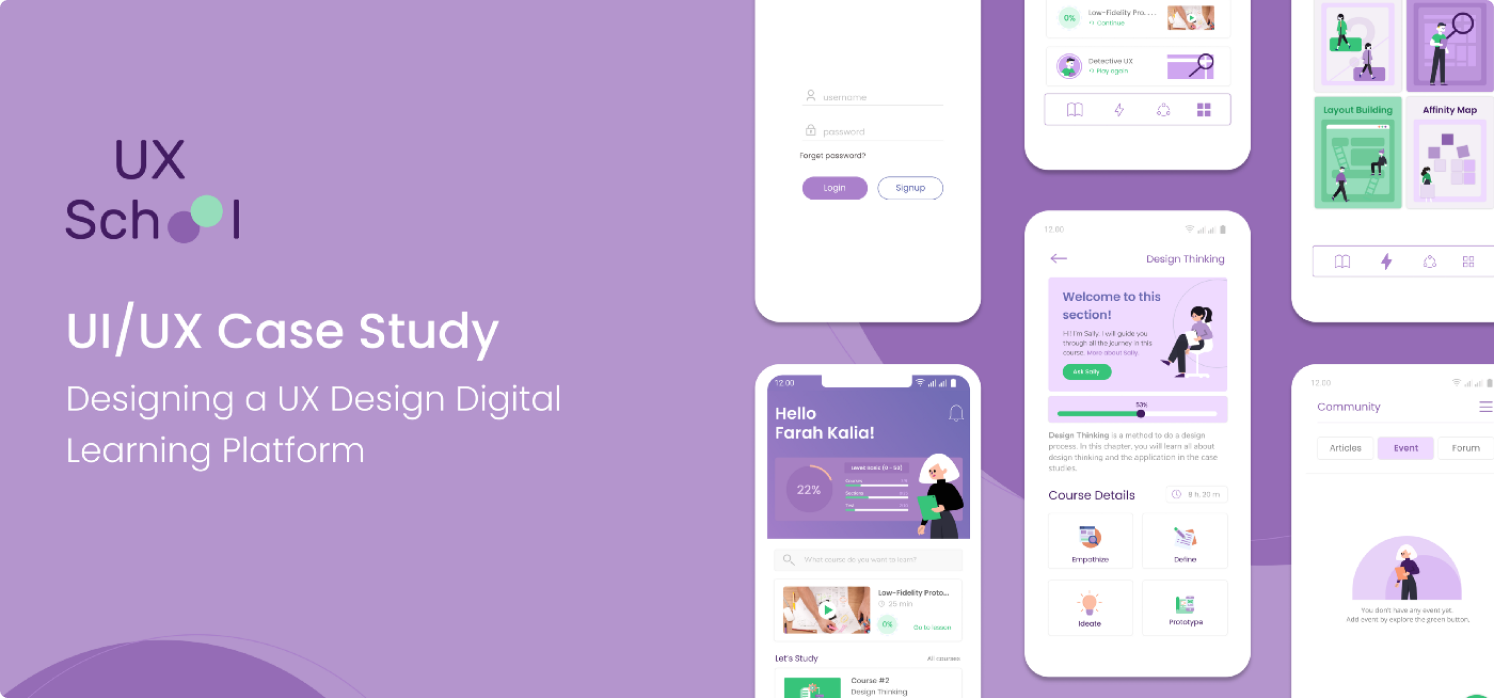 UX
School
UI/UX Case Study
Designing a UX Design Digital
Learning Platform
username
password
Forget password?
Login
Signup
12.00
Hello
Farah Kalia!
22%
Courses
What course do you want to learn?
Low-Fidelity Proto...
25 min
0%
Go to lesson
Let's Study
All courses
Course #2
Design Thinking
0%
Low-Fidelity Pro.....
Continue
Detective UX
Play again
12.00
Design Thinking
Welcome to this
section!
Hi! I'm Sally. I will guide you
through all the journey in this
course. More about Sally.
Ask Sally
53%
Design Thinking is a method to do a design
process. In this chapter, you will learn all about
design thinking and the application in the case
studies.
Course Details
8 h. 20 m.
Empathize
Define
Ideate
Prototype
Layout Building
Affinity Map
12.00
Community
Articles
Event
Forum
You don't have any event yet.
Add event by explore the green button.